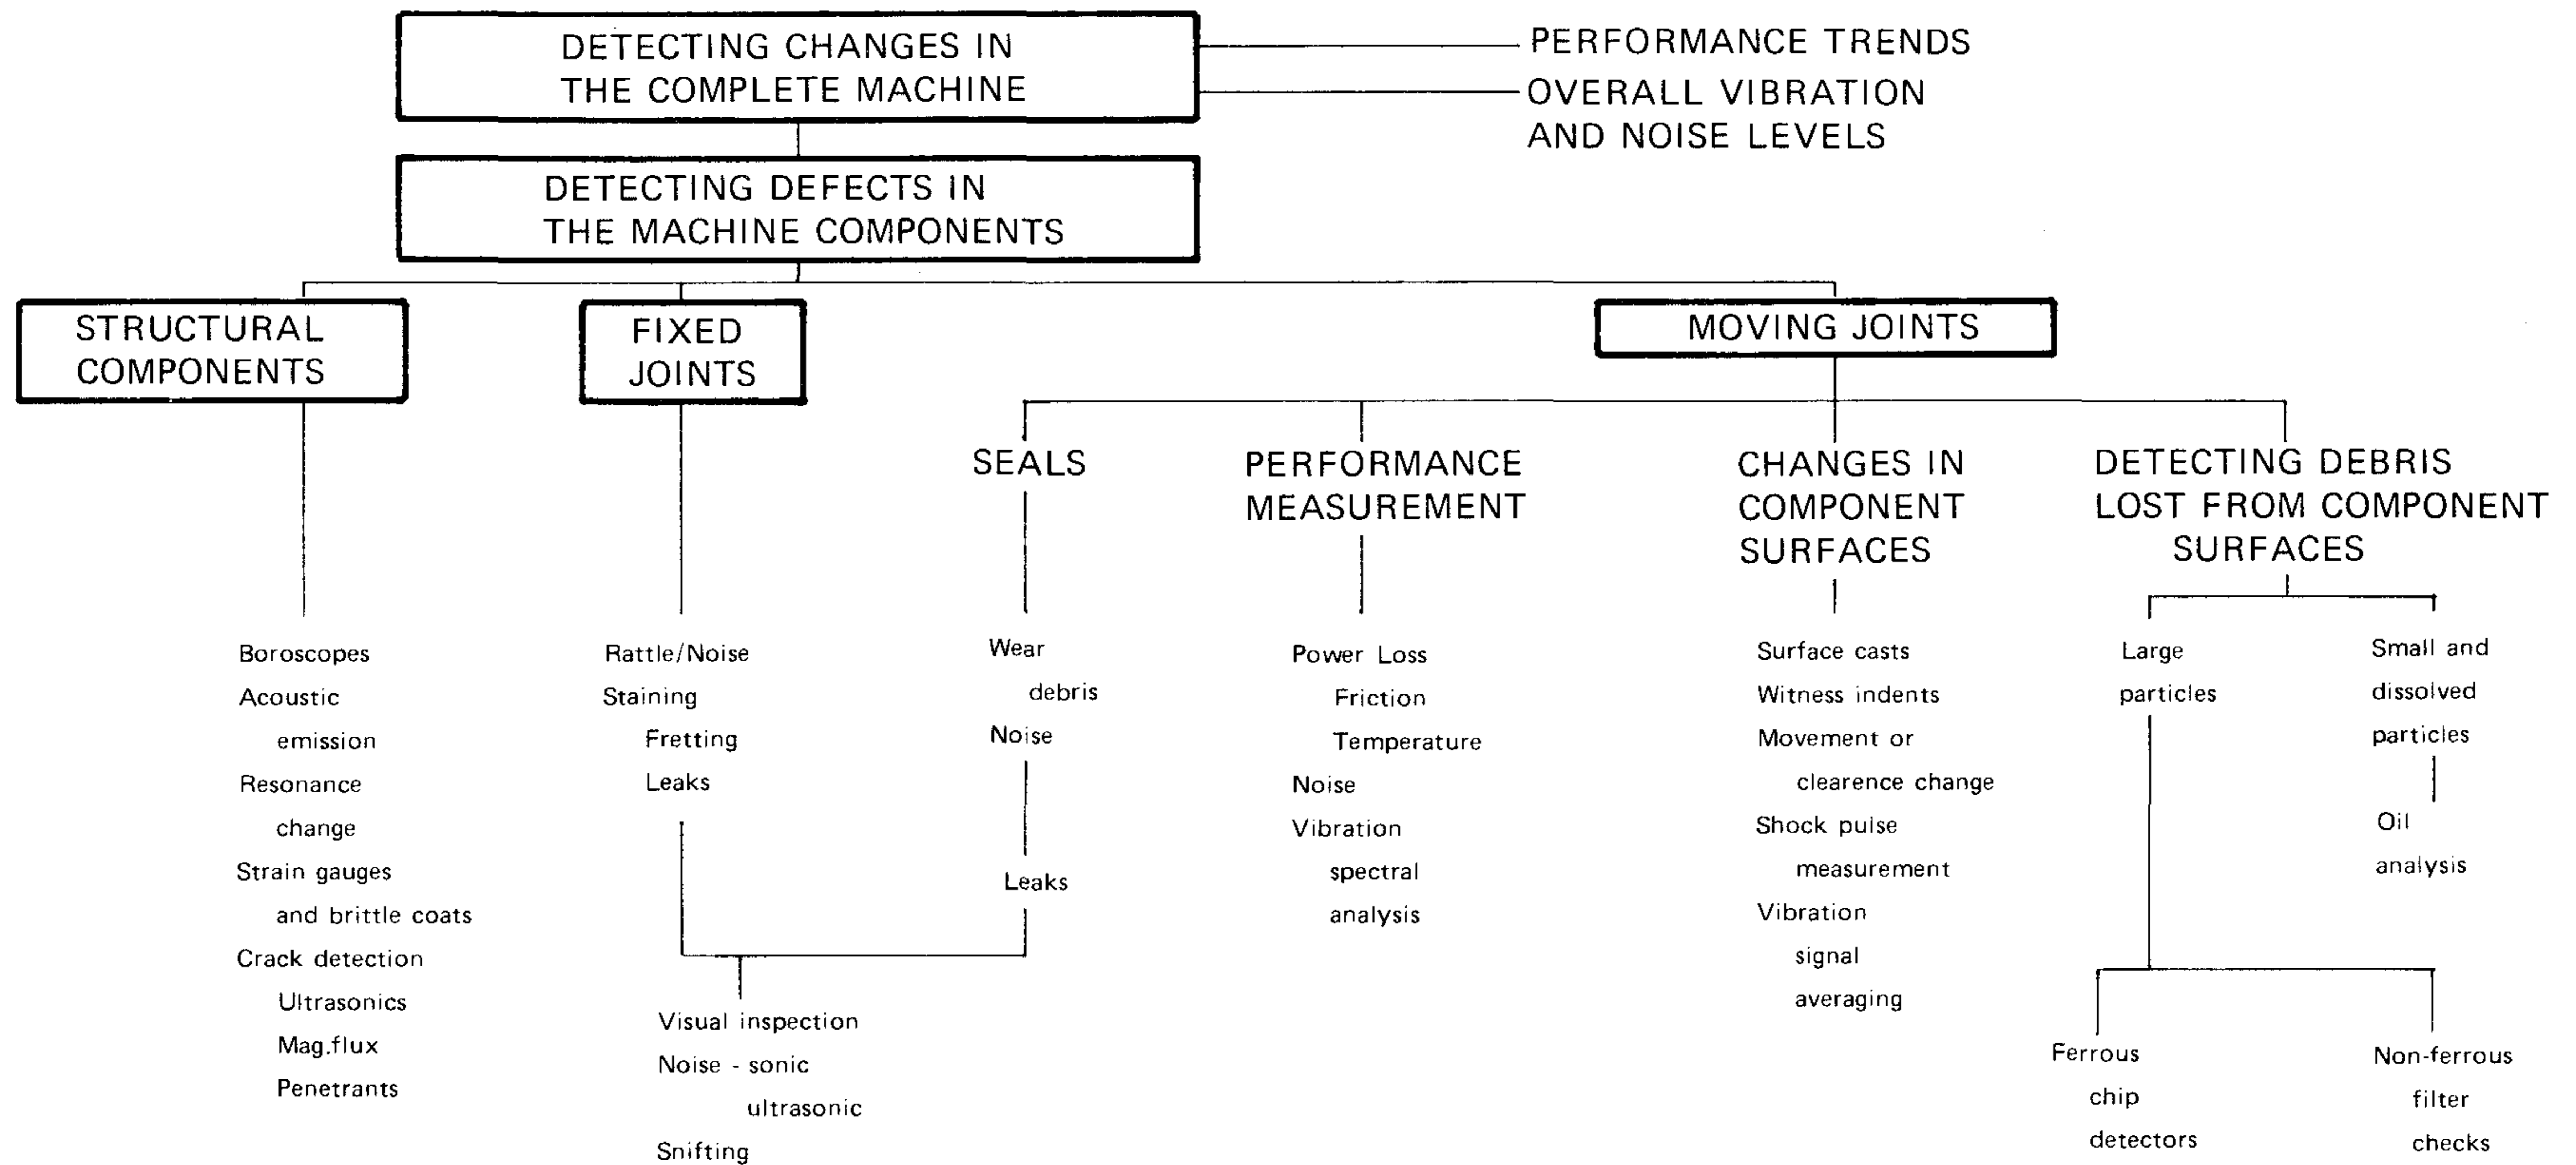 DETECTING CHANGES IN
THE COMPLETE MACHINE
PERFORMANCE TRENDS
OVERALL VIBRATION
AND NOISE LEVELS
DETECTING DEFECTS IN
THE MACHINE COMPONENTS
STRUCTURAL
COMPONENTS
FIXED
JOINTS
MOVING JOINTS
SEALS
PERFORMANCE
MEASUREMENT
CHANGES IN
COMPONENT
SURFACES
DETECTING DEBRIS
LOST FROM COMPONENT
SURFACES
Boroscopes
Acoustic
emission
Resonance
change
Strain gauges
and brittle coats
Crack detection
Ultrasonics
Mag.flux
Penetrants
Rattle/Noise
Staining
Fretting
Leaks
Wear
debris
Noise
Leaks
Visual inspection
Noise - sonic
ultrasonic
Snifting
Power Loss
Friction
Temperature
Noise
Vibration
spectral
analysis
Surface casts
Witness indents
Movement or
clearence change
Shock pulse
measurement
Vibration
signal
averaging
Large
particles
Small and
dissolved
particles
Oil
analysis
Ferrous
chip
detectors
Non-ferrous
filter
checks